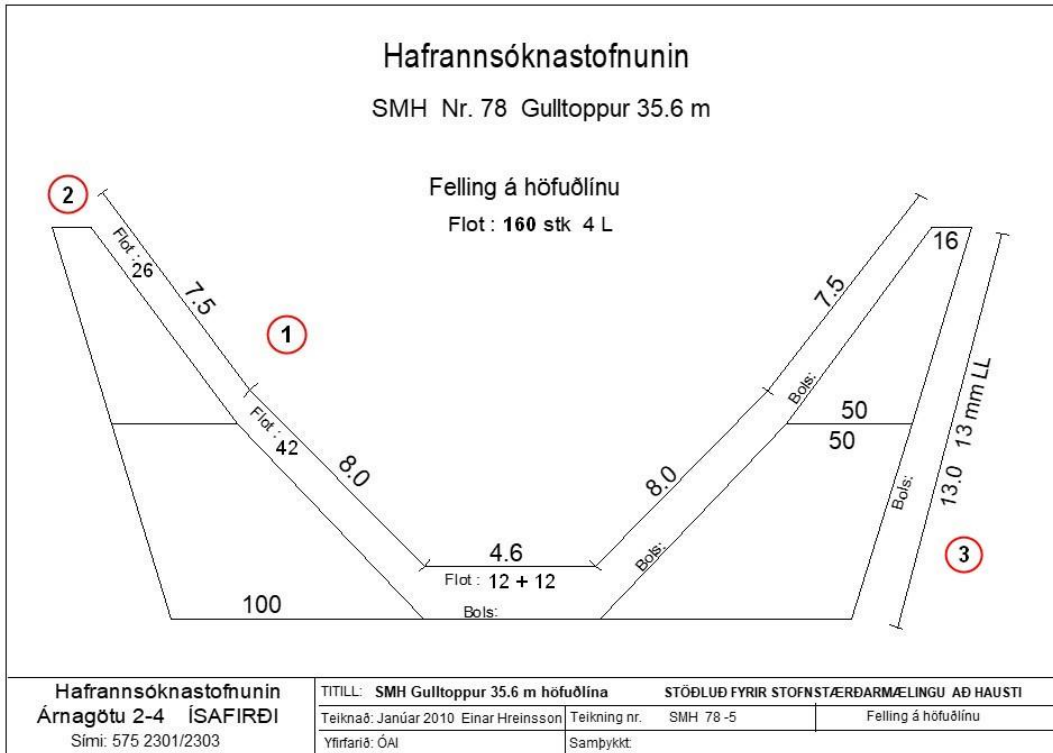 Hafrannsóknastofnunin
SMH Nr. 78 Gulltoppur 35.6 m
Felling á höfuðlínu
Flot : 160 stk 4 L
2
Flot :
26
7.5
1
Flot :
42
8.0
4.6
Flot : 12 + 12
Bols:
100
8.0
Bols:
7.5
Bols:
16
50
50
Bols:
13.0 13 mm LL
3
Hafrannsóknastofnunin
Árnagötu 2-4 ÍSAFIRÐI
Sími: 575 2301/2303
TITILL: SMH Gulltoppur 35.6 m höfuðlína STÖÐLUÐ FYRIR STOFNSTÆRÐARMÆLINGU AÐ HAUSTI
Teiknað: Janúar 2010 Einar Hreinsson Teikning nr. SMH 78 -5 Felling á höfuðlínu
Yfirfarið: ÓAI Samþykkt: